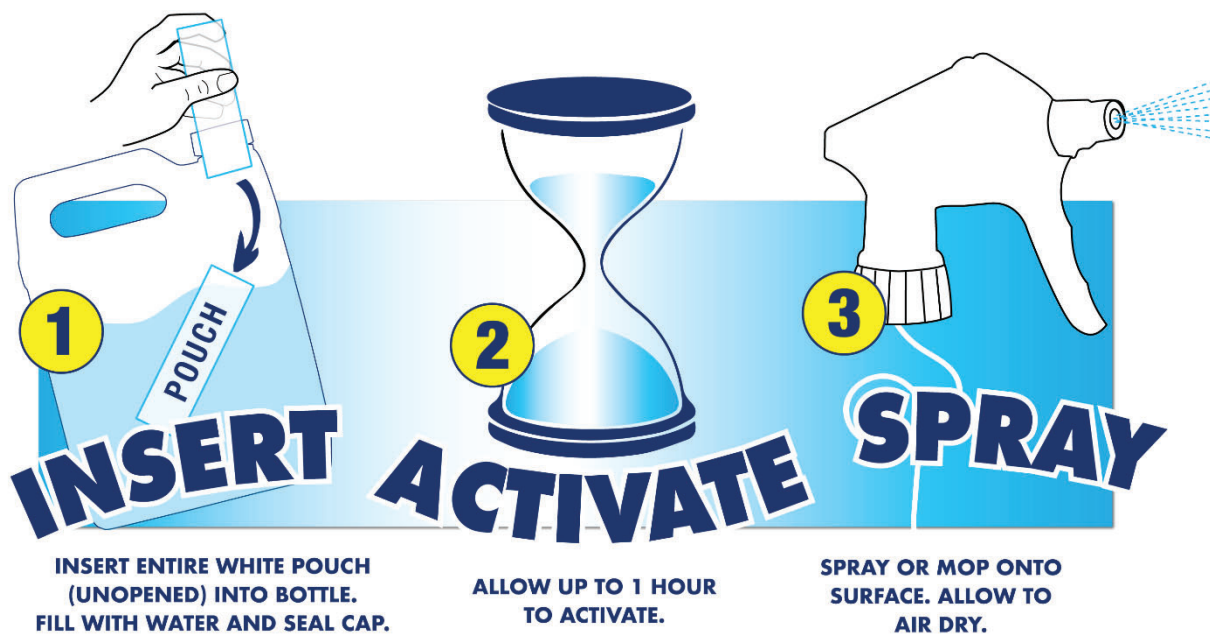 1
POUCH
INSERT
INSERT ENTIRE WHITE POUCH
(UNOPENED) INTO BOTTLE.
FILL WITH WATER AND SEAL CAP.
2
ACTIVATE
ALLOW UP TO 1 HOUR
TO ACTIVATE.
3
SPRAY
SPRAY OR MOP ONTO
SURFACE. ALLOW TO
AIR DRY.